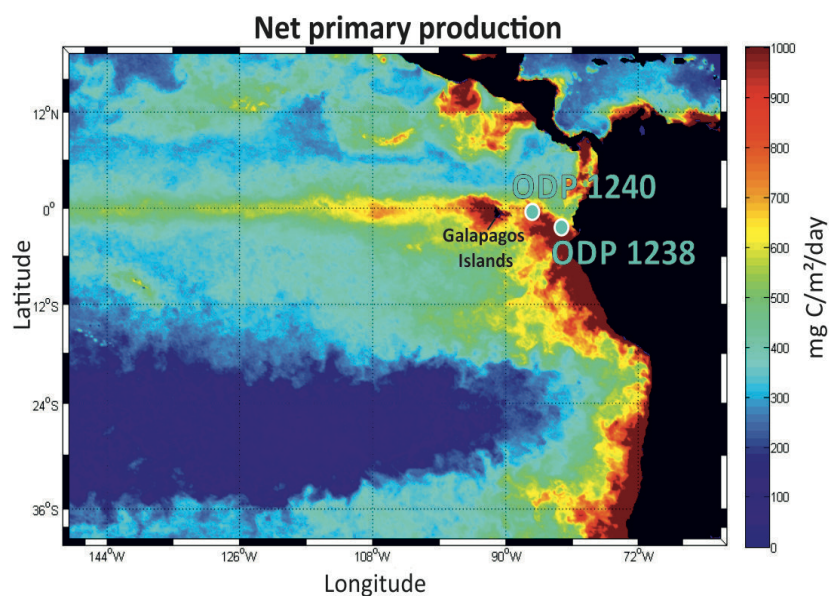 Net primary production
12°N
0°
12°S
24°S
36°S
Latitude
144°W
126°W
108°W
90°W
72°W
Longitude
ODP 1240
Galapagos
Islands
ODP 1238
1000
900
800
700
600
500
400
300
200
100
0
mg C/m²/day